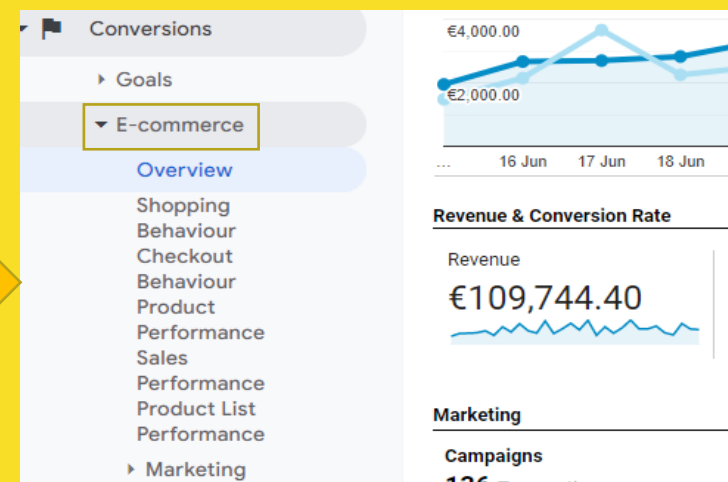 Conversions
Goals
E-commerce
Overview
Shopping
Behaviour
Checkout
Behaviour
Product
Performance
Sales
Performance
Product List
Performance
Marketing
€4,000.00
€2,000.00
... 16 Jun 17 Jun 18 Jun
Revenue & Conversion Rate
Revenue
€109,744.40
Marketing
Campaigns